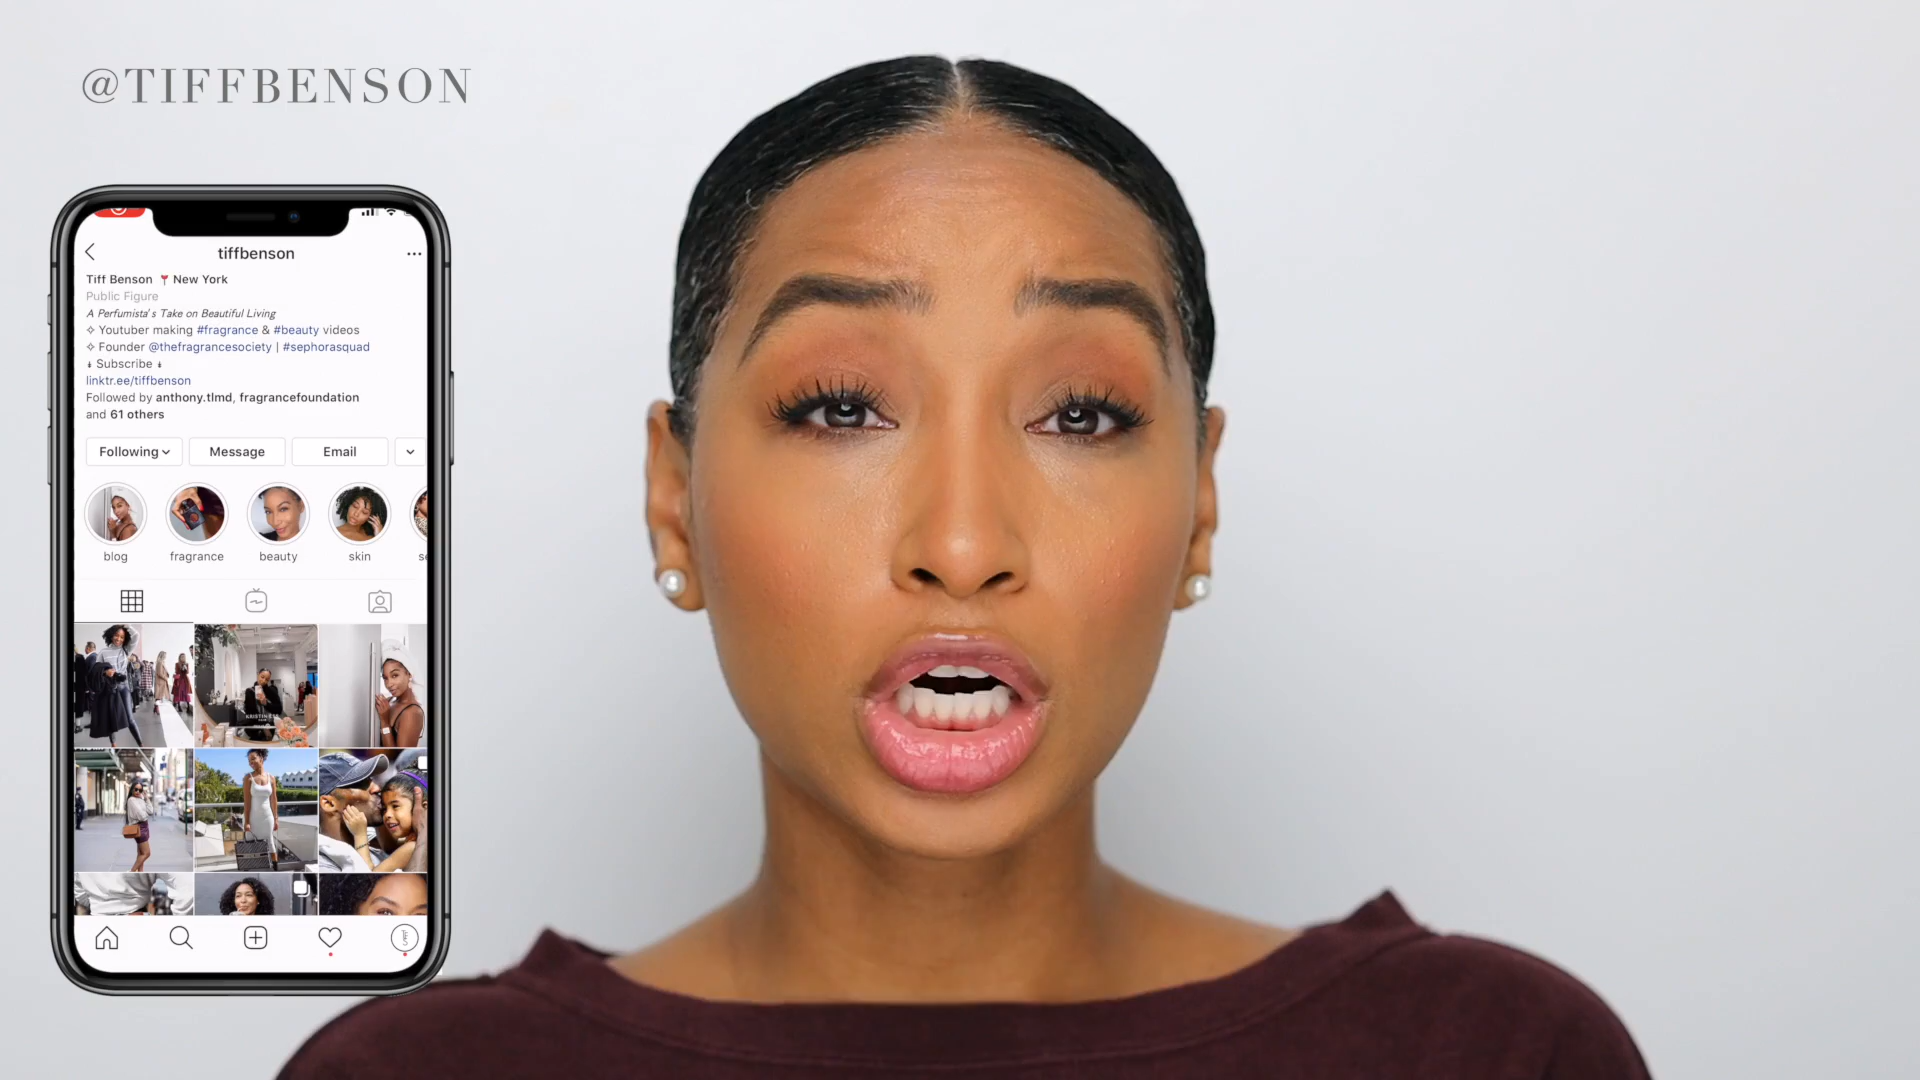 @TIFFBENSON
tiffbenson
Tiff Benson 📍 New York
Public Figure
A Perfumista's Take on Beautiful Living
✧ Youtuber making #fragrance & #beauty videos
✧ Founder @thefragrancesociety | #sephorasquad
↡ Subscribe ↡
linktr.ee/tiffbenson
Followed by anthony.tlmd, fragrancefoundation
and 61 others
Following Message Email
blog fragrance beauty skin